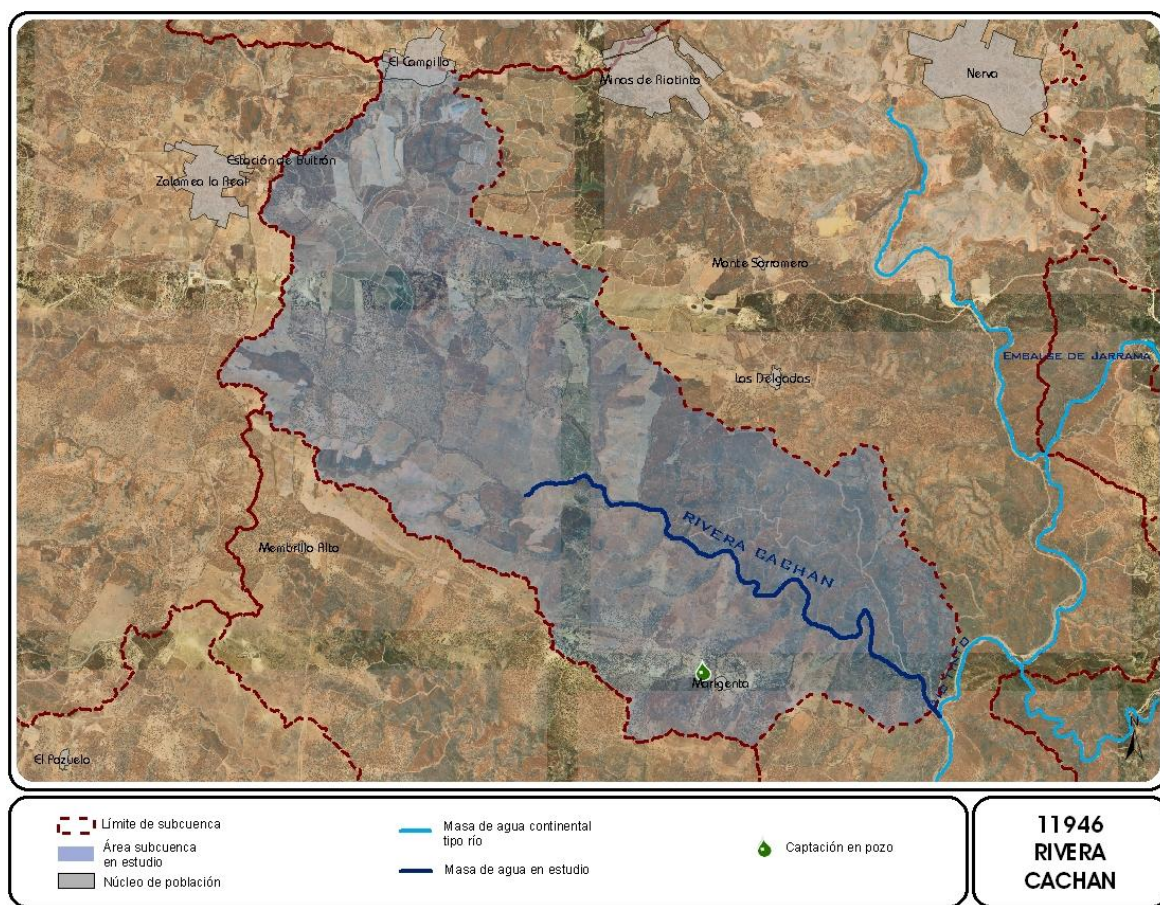 El Campillo
Minas de Riotinto
Nerva
Estación de Buitrón
Zalamea la Real
Monte Sorromero
EMBALSE DE JARRAMA
Las Delgadas
RIVERA CACHAN
Membrillo Alto
Marigenta
El Pozuelo
N
Límite de subcuenca
Área subcuenca
en estudio
Núcleo de población
Masa de agua continental
tipo río
Masa de agua en estudio
Captación en pozo
11946
RIVERA
CACHAN